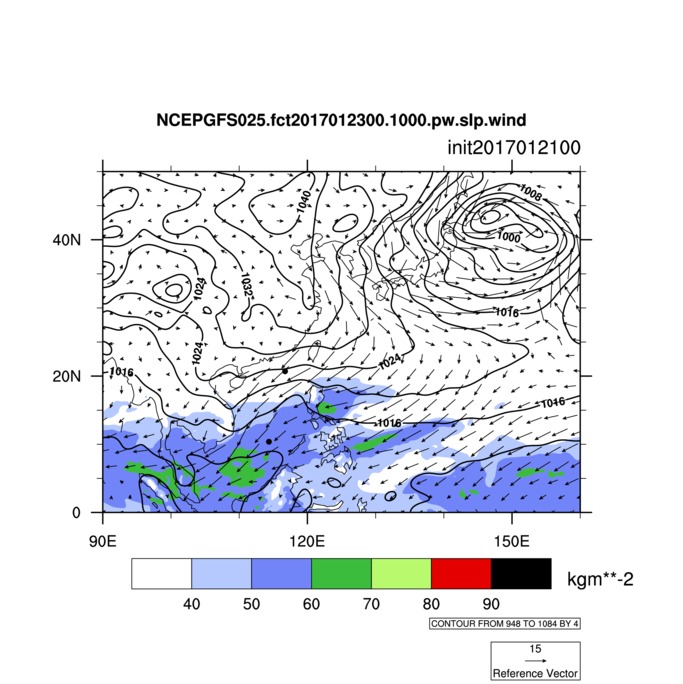 NCEPGFS025.fct2017012300.1000.pw.slp.wind
init2017012100
1008
1040
1000
40N
1024
1032
1016
1024
1024
1016
20N
1016
1016
0
90E 120E 150E
40 50 60 70 80 90 kgm**-2
CONTOUR FROM 948 TO 1084 BY 4
15
Reference Vector